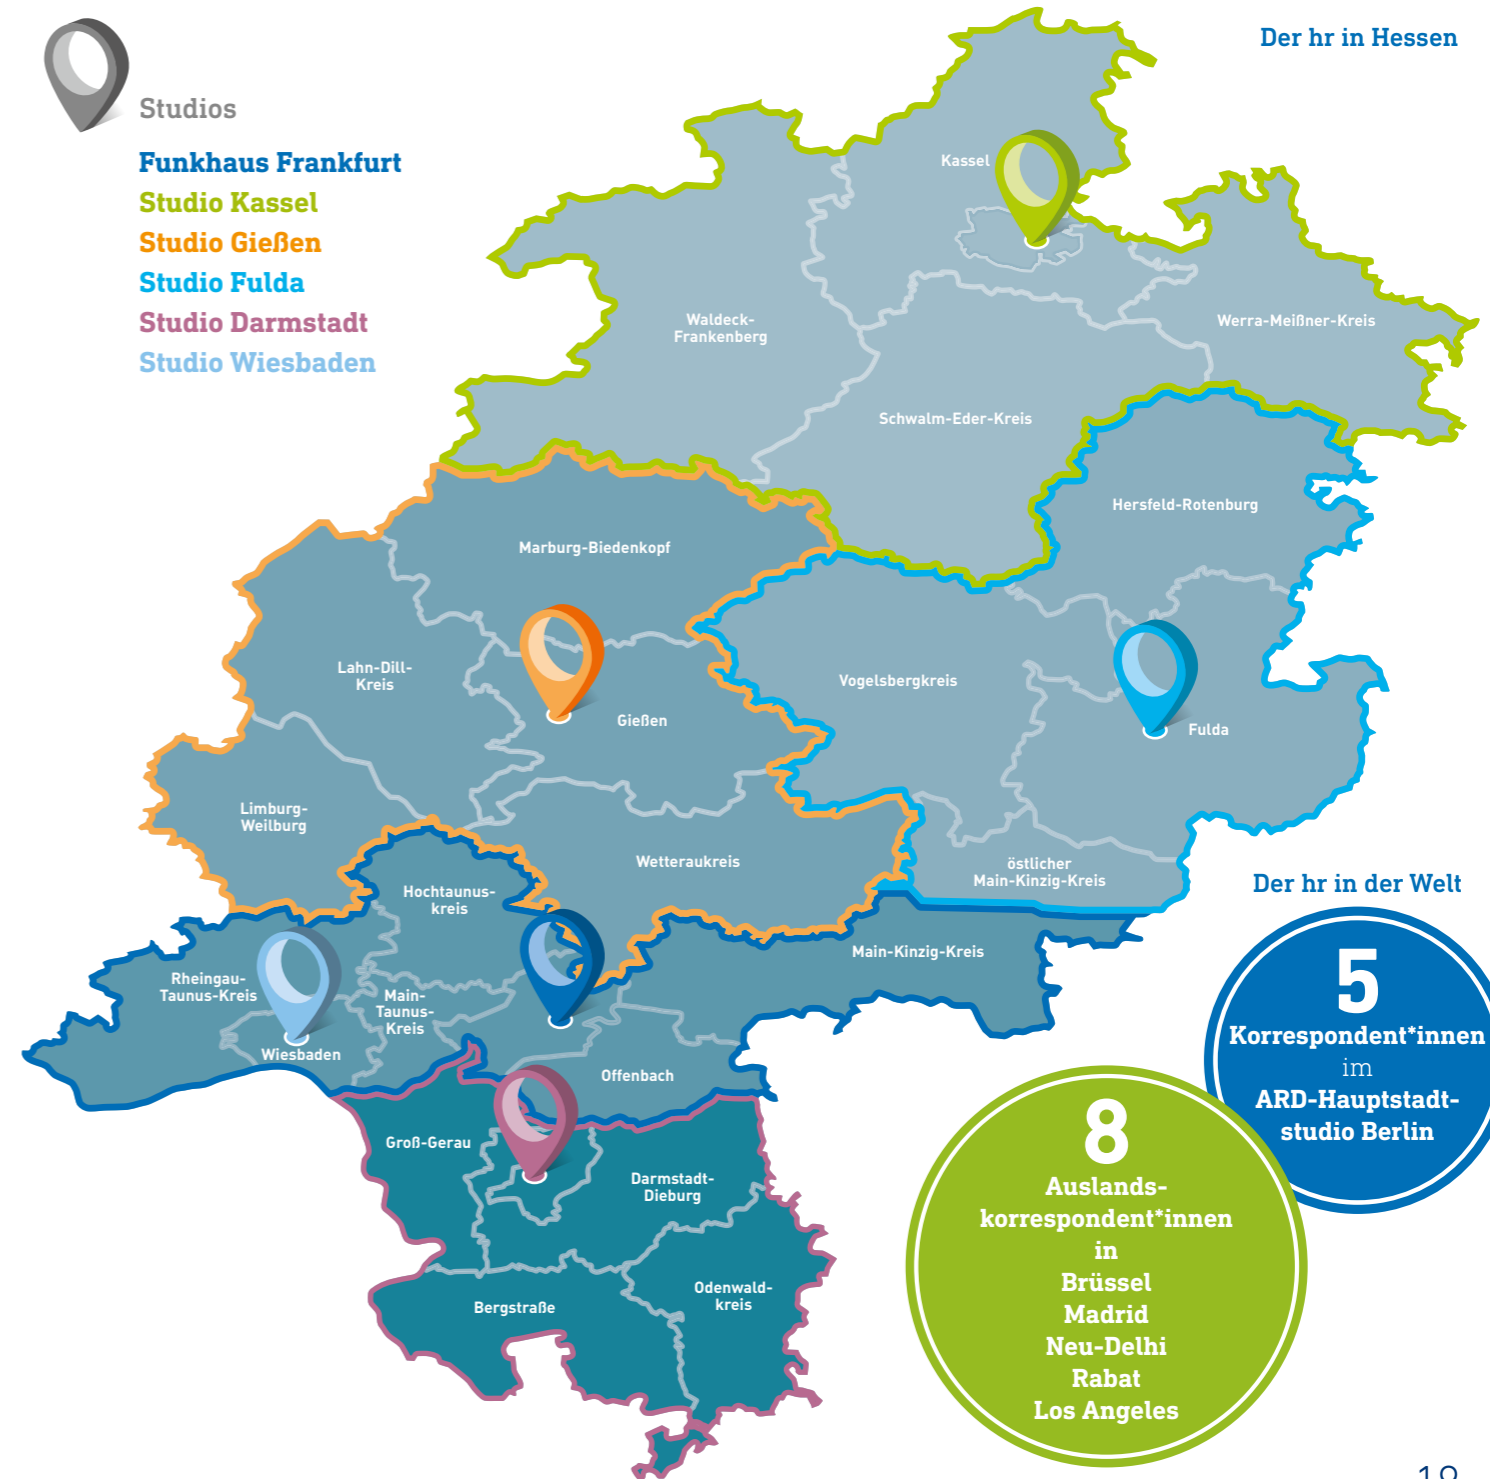 Der hr in Hessen
Studios
Funkhaus Frankfurt
Studio Kassel
Studio Gießen
Studio Fulda
Studio Darmstadt
Studio Wiesbaden
Kassel
Waldeck-
Frankenberg
Werra-Meißner-Kreis
Schwalm-Eder-Kreis
Hersfeld-Rotenburg
Marburg-Biedenkopf
Lahn-Dill-
Kreis
Gießen
Vogelsbergkreis
Fulda
Limburg-
Weilburg
Wetteraukreis
östlicher
Main-Kinzig-Kreis
Hochtaunus-
kreis
Main-Kinzig-Kreis
Rheingau-
Taunus-Kreis
Main-
Taunus-
Kreis
Wiesbaden
Offenbach
Groß-Gerau
Darmstadt-
Dieburg
Odenwald-
kreis
Bergstraße
Der hr in der Welt
5
Korrespondent*innen
im
ARD-Hauptstadt-
studio Berlin
8
Auslands-
korrespondent*innen
in
Brüssel
Madrid
Neu-Delhi
Rabat
Los Angeles